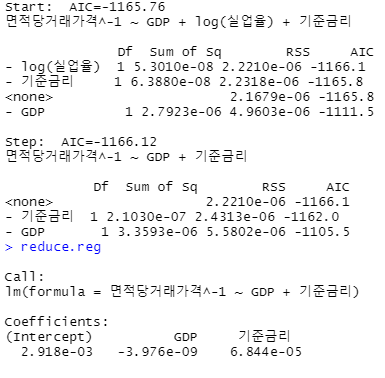 Start:  AIC=-1165.76
면적당거래가격^-1 ~ GDP + log(실업율) + 기준금리
Df  Sum of Sq        RSS     AIC
- log(실업율)  1 5.3010e-08 2.2210e-06 -1166.1
- 기준금리      1 6.3880e-08 2.2318e-06 -1165.8
<none>                     2.1679e-06 -1165.8
- GDP           1 2.7923e-06 4.9603e-06 -1111.5
Step:  AIC=-1166.12
면적당거래가격^-1 ~ GDP + 기준금리
Df  Sum of Sq        RSS     AIC
<none>                  2.2210e-06 -1166.1
- 기준금리  1 2.1030e-07 2.4313e-06 -1162.0
- GDP       1 3.3593e-06 5.5802e-06 -1105.5
> reduce.reg
Call:
lm(formula = 면적당거래가격^-1 ~ GDP + 기준금리)
Coefficients:
(Intercept)          GDP     기준금리
2.918e-03   -3.976e-09    6.844e-05